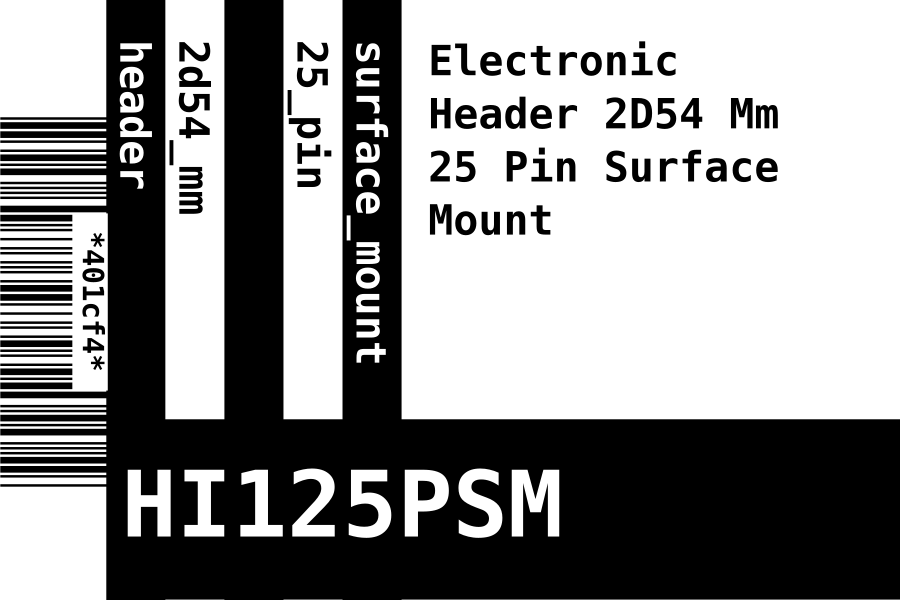 *401cf4*
header
2d54_mm
25_pin
surface_mount
Electronic
Header 2D54 Mm
25 Pin Surface
Mount
HI125PSM